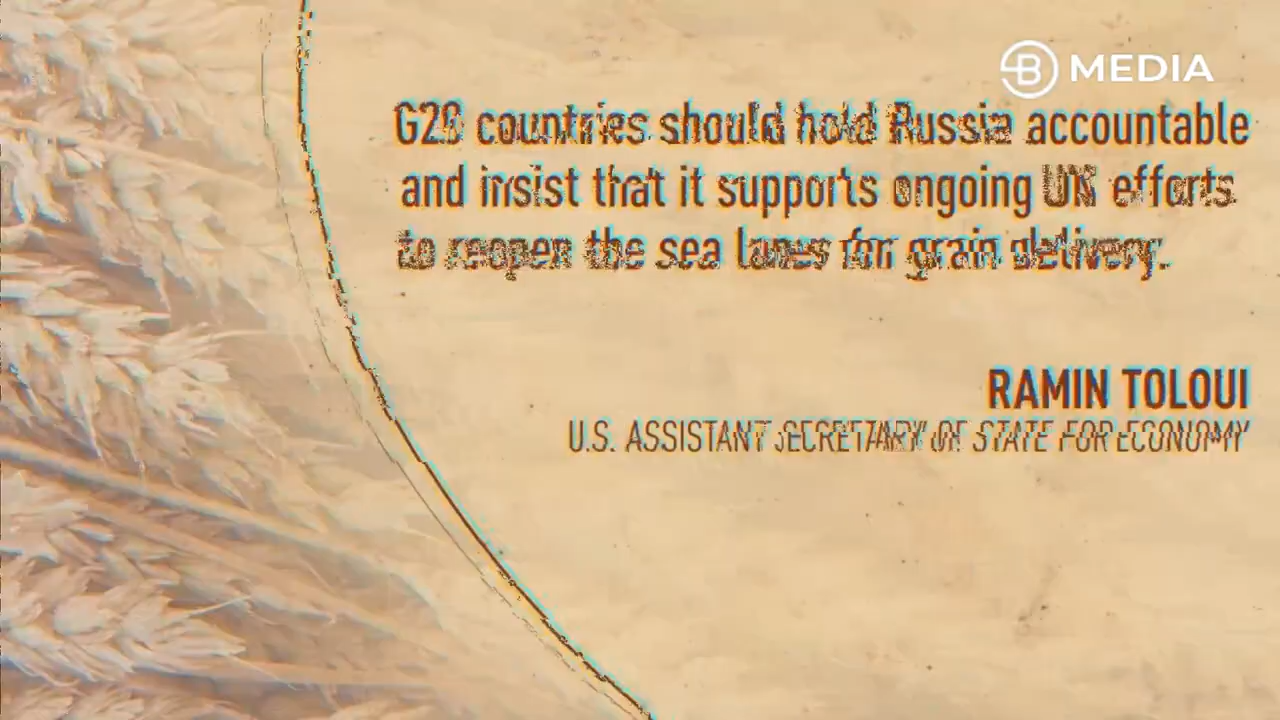 B MEDIA
G20 countries should hold Russia accountable
and insist that it supports ongoing UN efforts
to reopen the sea lanes for grain delivery.
RAMIN TOLOUI
U.S. ASSISTANT SECRETARY OF STATE FOR ECONOMY